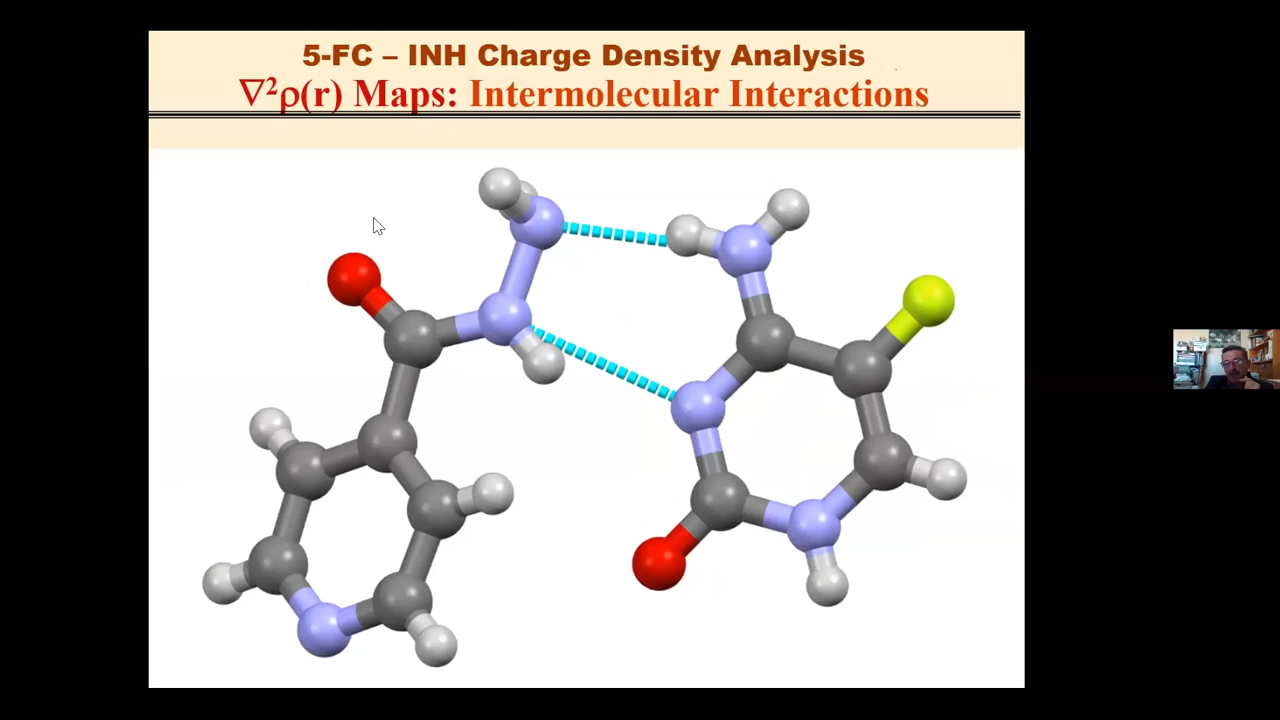 5-FC – INH Charge Density Analysis
∇²ρ(r) Maps: Intermolecular Interactions